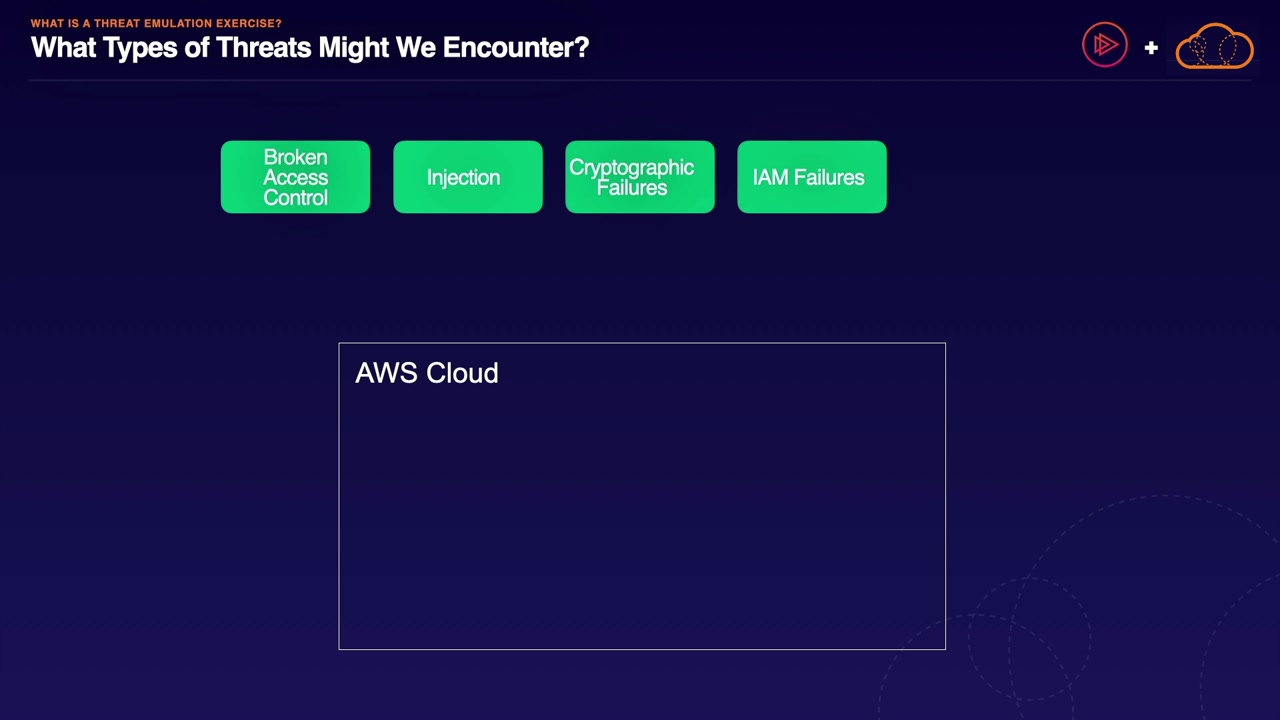 WHAT IS A THREAT EMULATION EXERCISE?
What Types of Threats Might We Encounter?
Broken
Access
Control
Injection
Cryptographic
Failures
IAM Failures
AWS Cloud